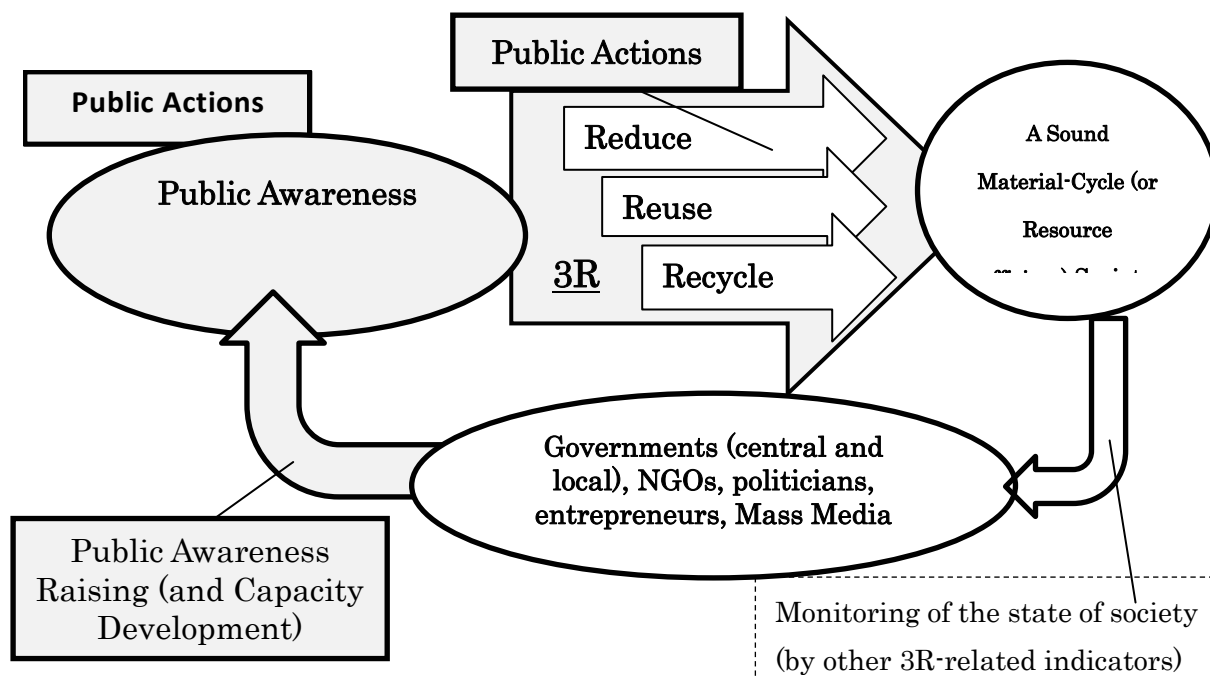 Public Actions
Public Actions
Public Awareness
Reduce
Reuse
3R
Recycle
A Sound
Material-Cycle (or
Resource
Governments (central and
local), NGOs, politicians,
entrepreneurs, Mass Media
Public Awareness
Raising (and Capacity
Development)
Monitoring of the state of society
(by other 3R-related indicators)